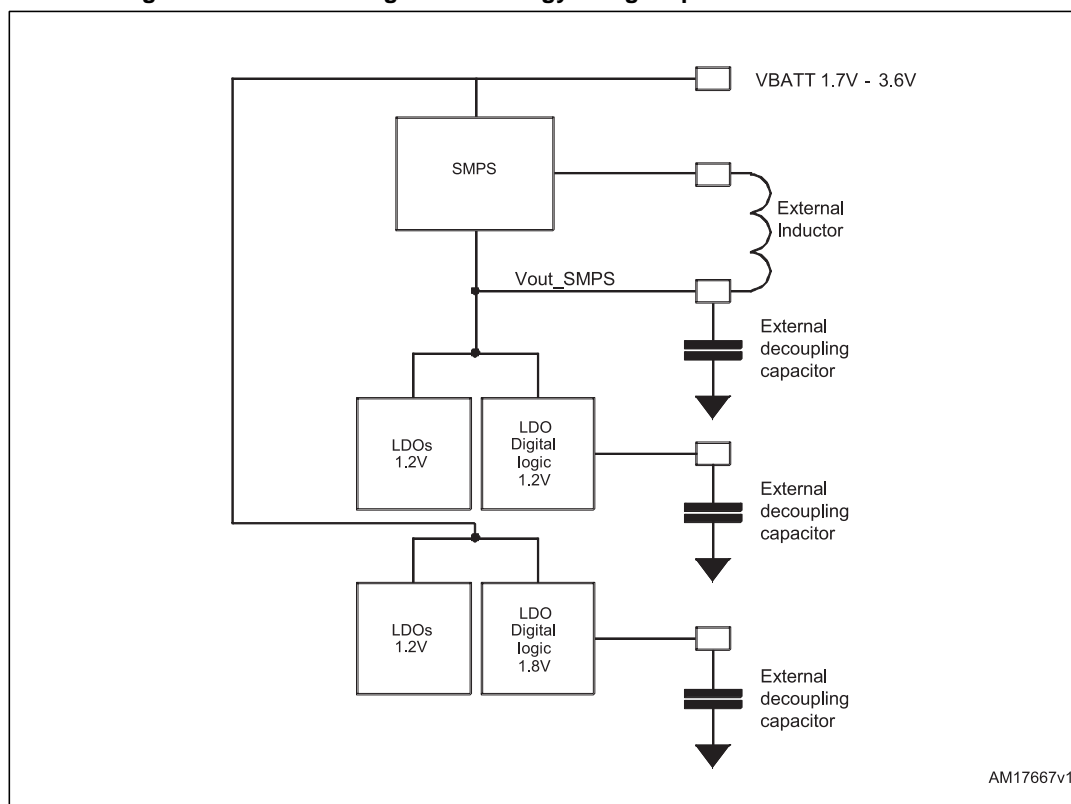 VBATT 1.7V - 3.6V
SMPS
External
Inductor
Vout_SMPS
External
decoupling
capacitor
LDOs
1.2V
LDO
Digital
logic
1.2V
External
decoupling
capacitor
LDOs
1.2V
LDO
Digital
logic
1.8V
External
decoupling
capacitor
AM17667v1